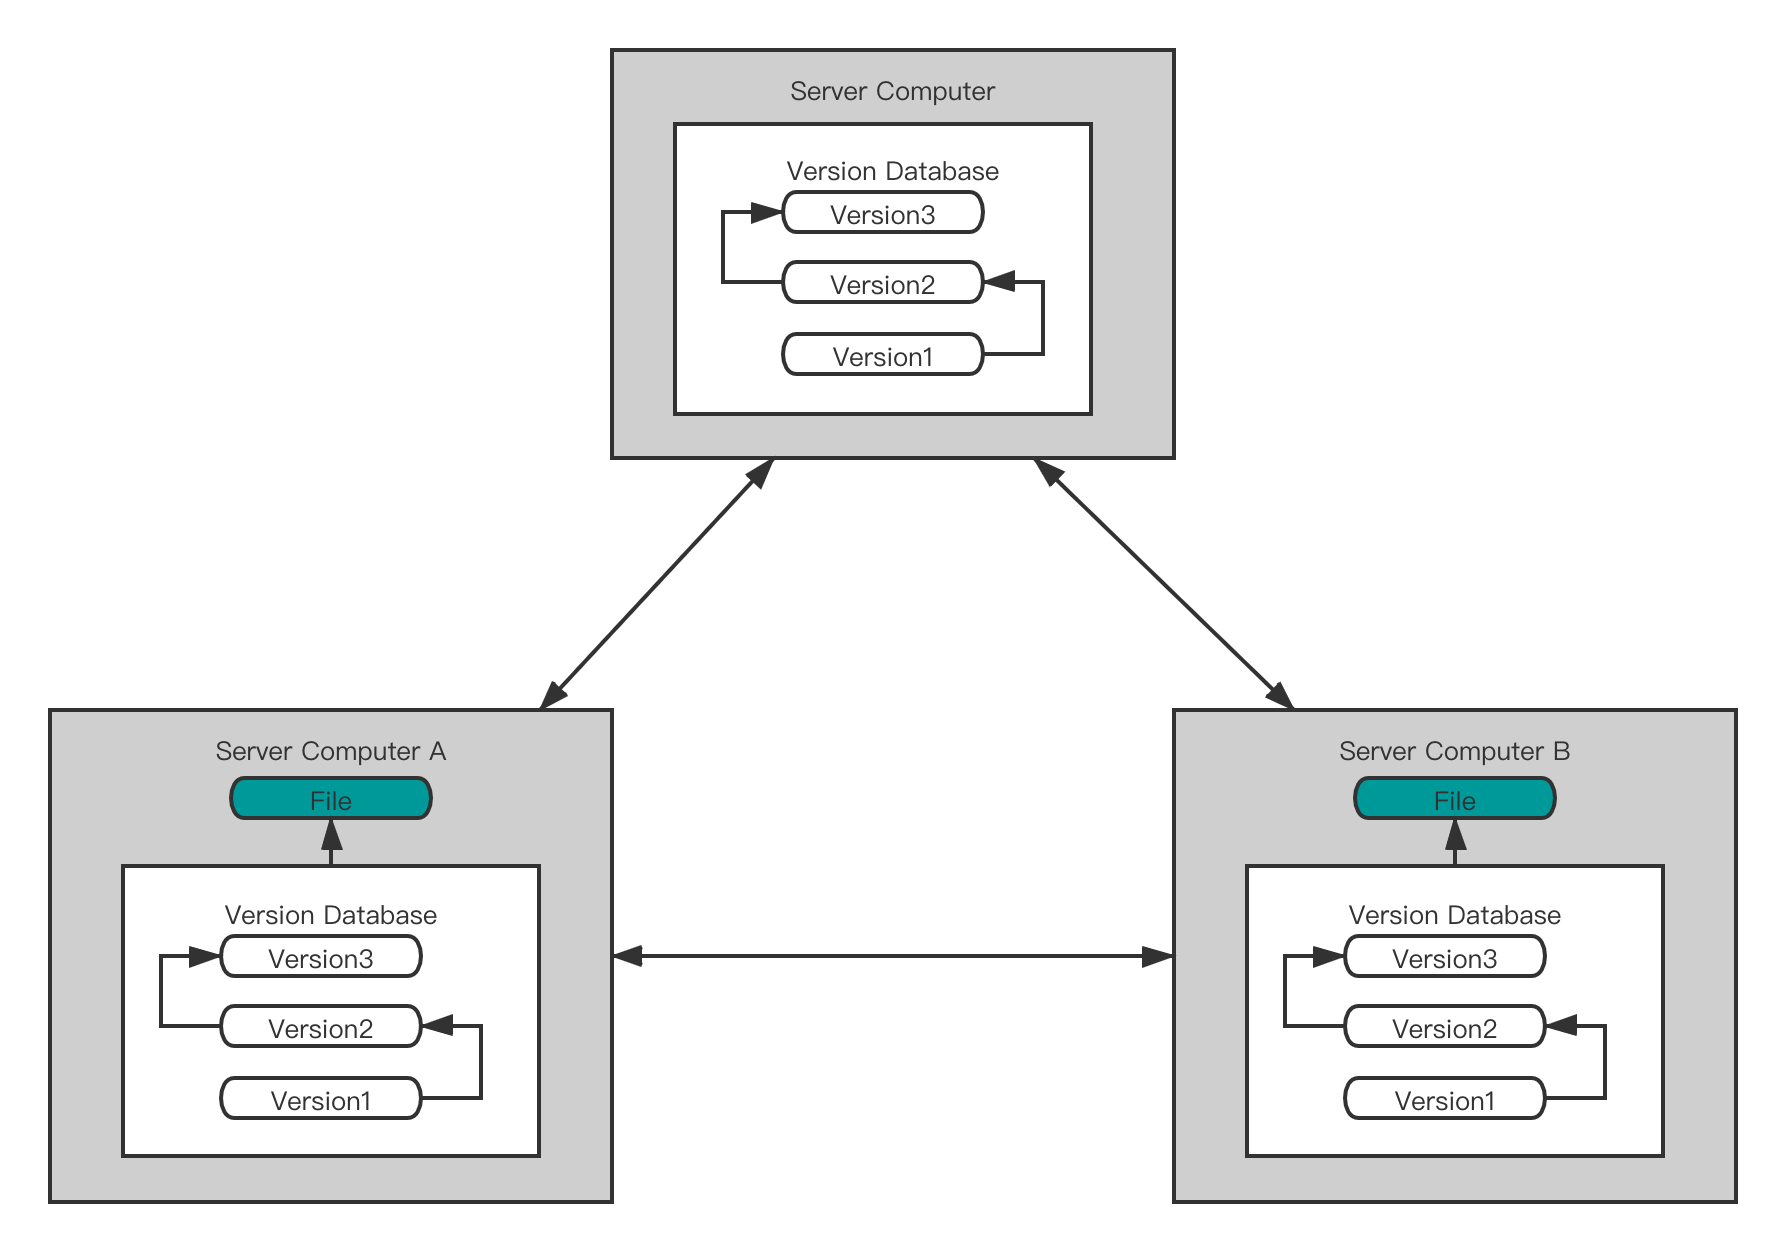 Server Computer
Version Database
Version3
Version2
Version1
Server Computer A
File
Version Database
Version3
Version2
Version1
Server Computer B
File
Version Database
Version3
Version2
Version1